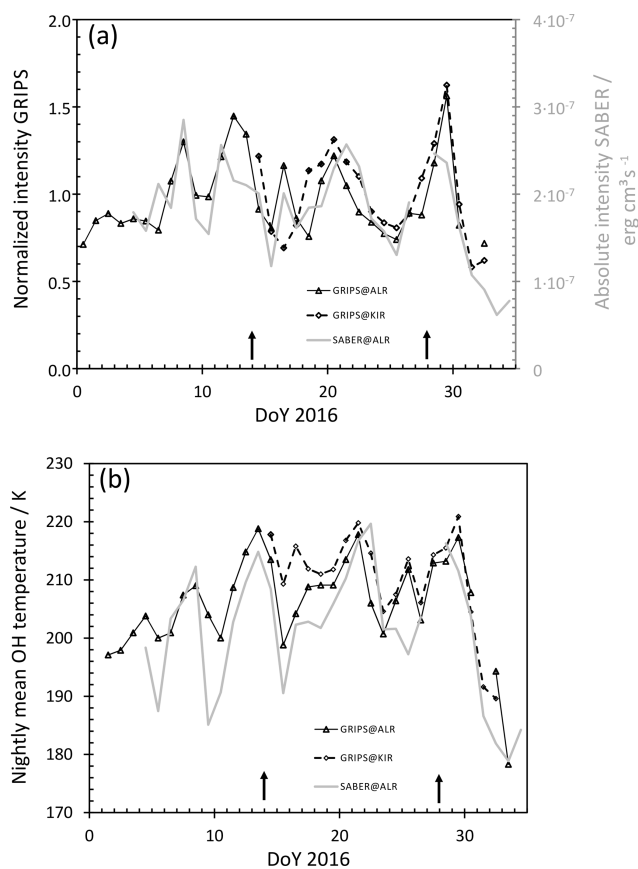 (a)
2.0
1.5
1.0
0.5
0.0
Normalized intensity GRIPS
4·10⁻⁷
3·10⁻⁷
2·10⁻⁷
1·10⁻⁷
0
Absolute intensity SABER /
erg cm³ s⁻¹
GRIPS@ALR
GRIPS@KIR
SABER@ALR
0 10 20 30
DoY 2016
(b)
230
220
210
200
190
180
170
Nightly mean OH temperature / K
GRIPS@ALR
GRIPS@KIR
SABER@ALR
0 10 20 30
DoY 2016